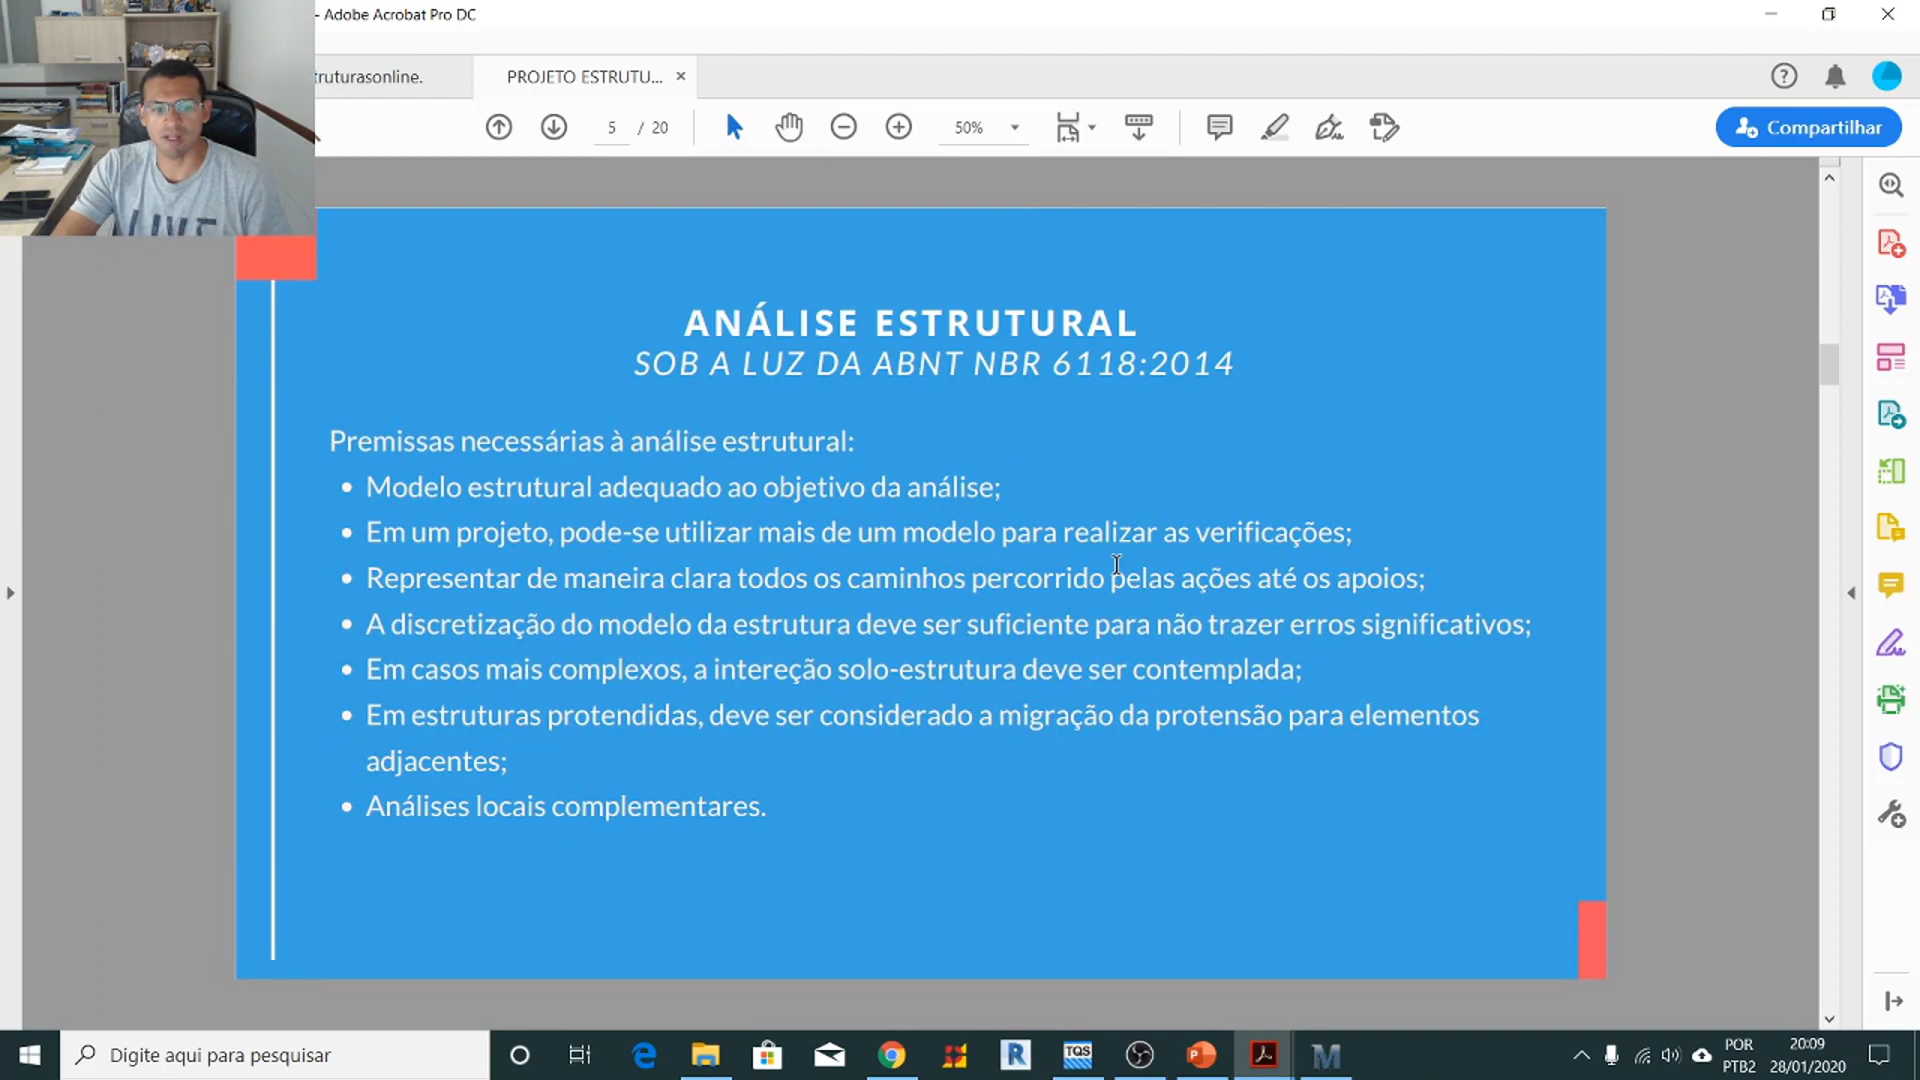 - Adobe Acrobat Pro DC
truturasonline.
PROJETO ESTRUTU... ×
5 / 20
50%
Compartilhar
LIVE
ANÁLISE ESTRUTURAL
SOB A LUZ DA ABNT NBR 6118:2014
Premissas necessárias à análise estrutural:
• Modelo estrutural adequado ao objetivo da análise;
• Em um projeto, pode-se utilizar mais de um modelo para realizar as verificações;
• Representar de maneira clara todos os caminhos percorrido pelas ações até os apoios;
• A discretização do modelo da estrutura deve ser suficiente para não trazer erros significativos;
• Em casos mais complexos, a intereção solo-estrutura deve ser contemplada;
• Em estruturas protendidas, deve ser considerado a migração da protensão para elementos
adjacentes;
• Análises locais complementares.
Digite aqui para pesquisar
TQS
POR
PTB2
20:09
28/01/2020